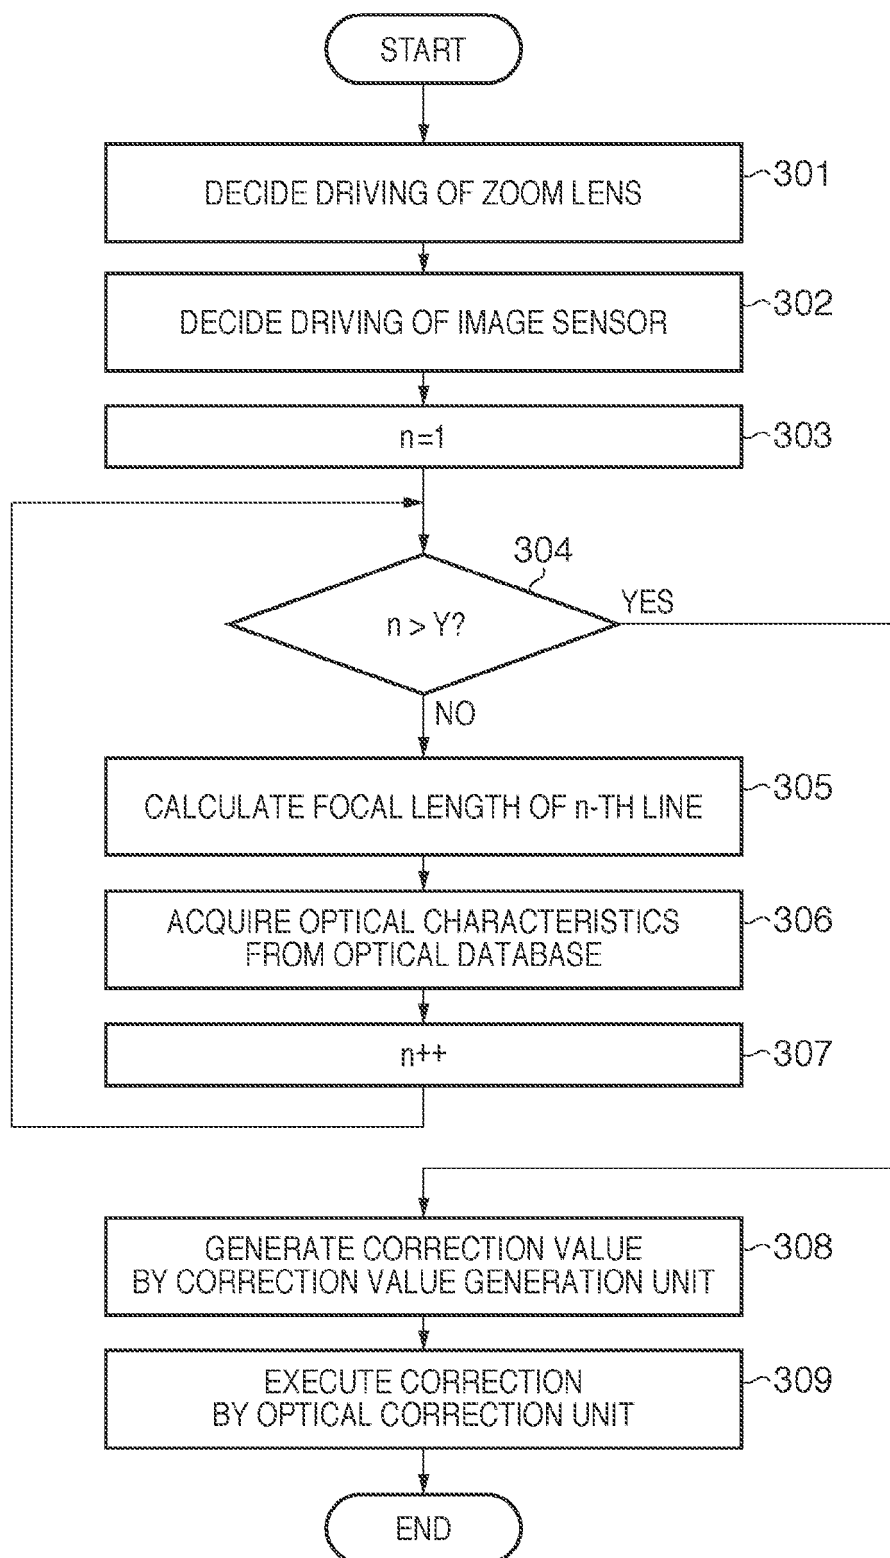 START
DECIDE DRIVING OF ZOOM LENS
301
DECIDE DRIVING OF IMAGE SENSOR
302
n=1
303
304
n > Y?
YES
NO
CALCULATE FOCAL LENGTH OF n-TH LINE
305
ACQUIRE OPTICAL CHARACTERISTICS
FROM OPTICAL DATABASE
306
n++
307
GENERATE CORRECTION VALUE
BY CORRECTION VALUE GENERATION UNIT
308
EXECUTE CORRECTION
BY OPTICAL CORRECTION UNIT
309
END